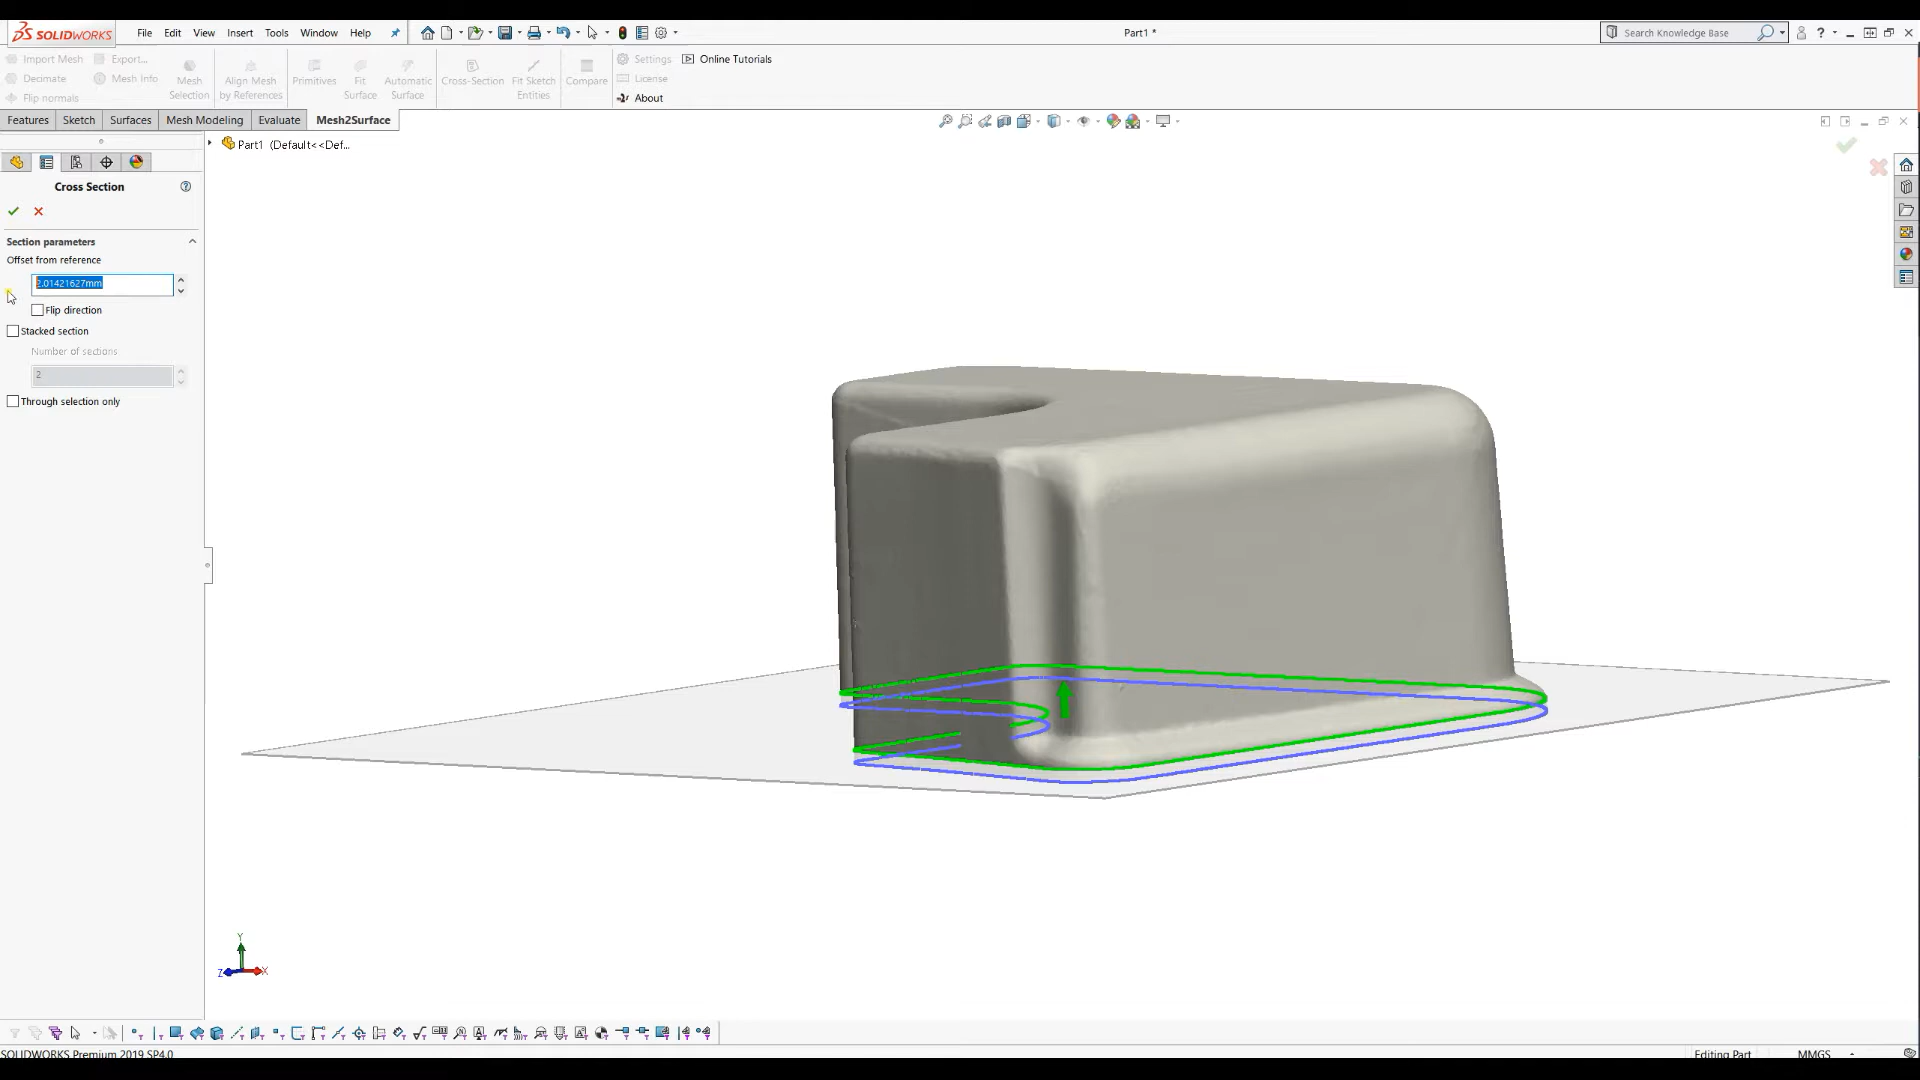 SOLIDWORKS
File Edit View Insert Tools Window Help
Part1 *
Search Knowledge Base
Import Mesh Export...
Decimate Mesh Info
Flip normals
Mesh Selection
Align Mesh by References
Primitives
Fit Surface
Automatic Surface
Cross-Section
Fit Sketch Entities
Compare
Settings
License
About
Online Tutorials
Features Sketch Surfaces Mesh Modeling Evaluate Mesh2Surface
Part1 (Default<<Def...
Cross Section
Section parameters
Offset from reference
2.01421627mm
Flip direction
Stacked section
Number of sections
2
Through selection only
Y
Z X
SOLIDWORKS Premium 2019 SP4.0
Editing Part MMGS